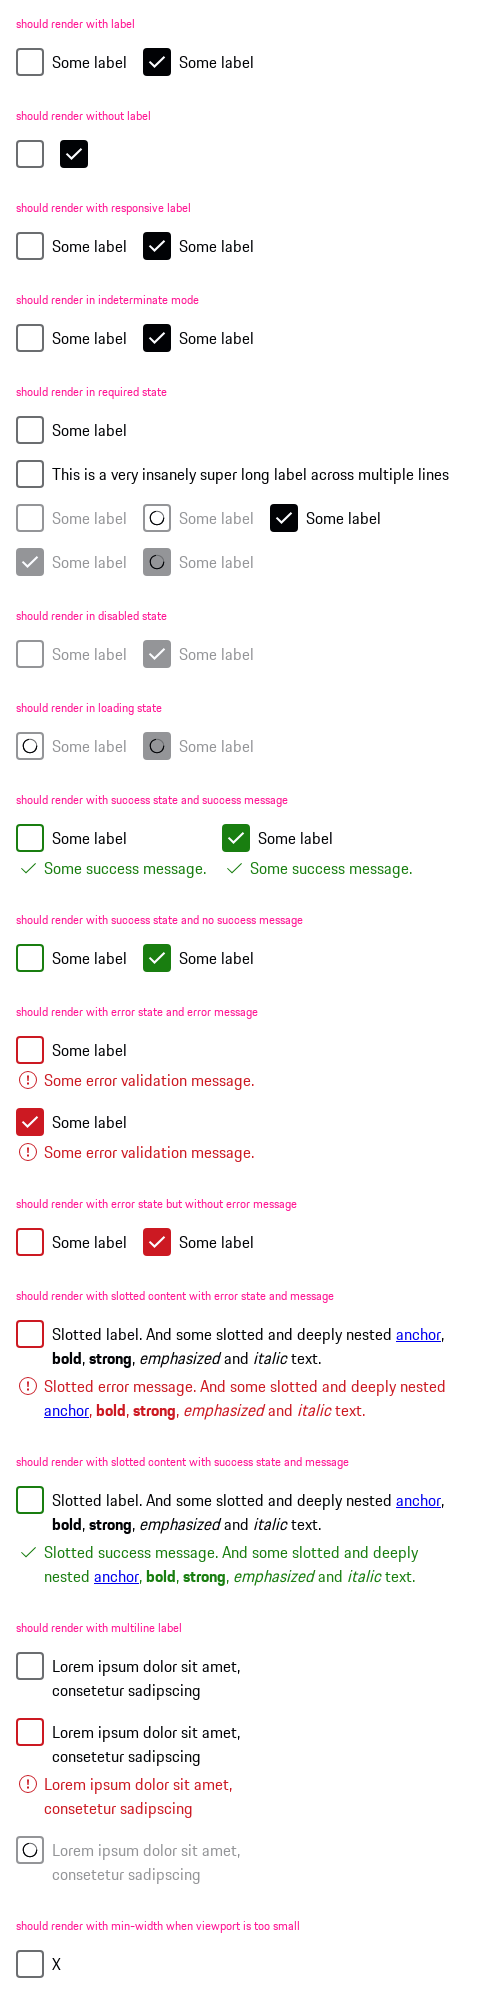 should render with label
Some label Some label
should render without label
should render with responsive label
Some label Some label
should render in indeterminate mode
Some label Some label
should render in required state
Some label
This is a very insanely super long label across multiple lines
Some label Some label Some label
Some label Some label
should render in disabled state
Some label Some label
should render in loading state
Some label Some label
should render with success state and success message
Some label Some label
Some success message. Some success message.
should render with success state and no success message
Some label Some label
should render with error state and error message
Some label
Some error validation message.
Some label
Some error validation message.
should render with error state but without error message
Some label Some label
should render with slotted content with error state and message
Slotted label. And some slotted and deeply nested anchor,
bold, strong, emphasized and italic text.
Slotted error message. And some slotted and deeply nested
anchor, bold, strong, emphasized and italic text.
should render with slotted content with success state and message
Slotted label. And some slotted and deeply nested anchor,
bold, strong, emphasized and italic text.
Slotted success message. And some slotted and deeply
nested anchor, bold, strong, emphasized and italic text.
should render with multiline label
Lorem ipsum dolor sit amet,
consetetur sadipscing
Lorem ipsum dolor sit amet,
consetetur sadipscing
Lorem ipsum dolor sit amet,
consetetur sadipscing
Lorem ipsum dolor sit amet,
consetetur sadipscing
should render with min-width when viewport is too small
X